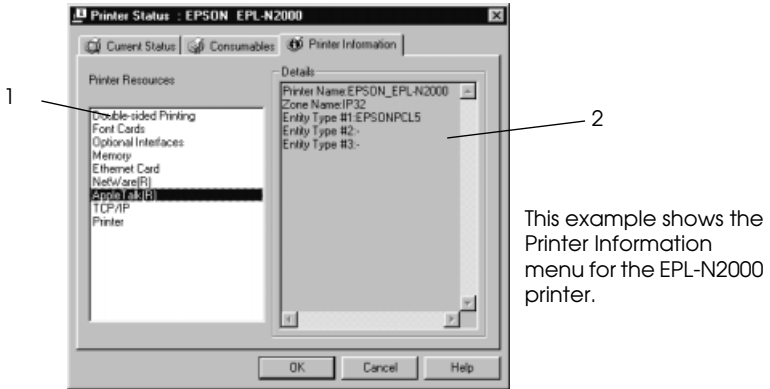 Printer Status : EPSON EPL-N2000
Current Status
Consumables
Printer Information
Printer Resources
Details
1
Double-sided Printing
Font Cards
Optional Interfaces
Memory
Ethernet Card
NetWare(R)
AppleTalk(R)
TCP/IP
Printer
Printer Name:EPSON_EPL-N2000
Zone Name:IP32
Entity Type #1:EPSONPCL5
Entity Type #2:-
Entity Type #3:-
2
This example shows the
Printer Information
menu for the EPL-N2000
printer.
OK
Cancel
Help